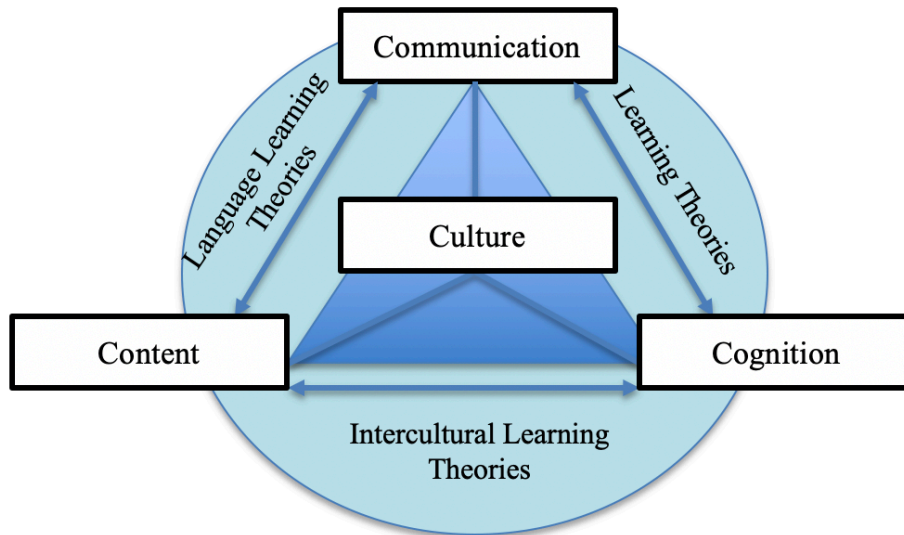 Communication
Language Learning
Theories
Learning Theories
Culture
Content
Cognition
Intercultural Learning
Theories